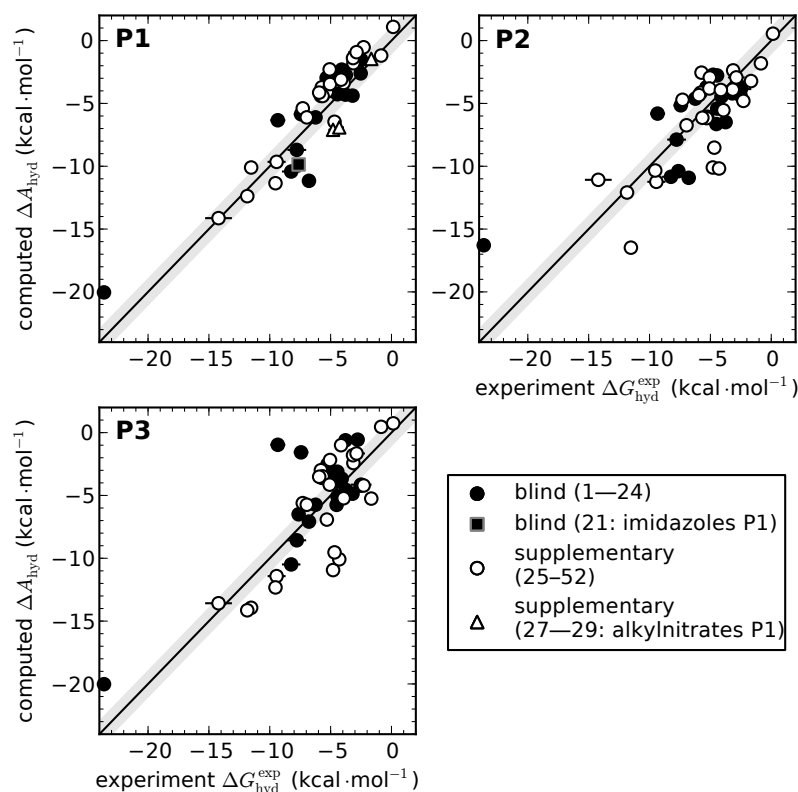 P1
computed ΔA_hyd (kcal·mol⁻¹)
0
−5
−10
−15
−20
−20 −15 −10 −5 0
P2
0
−5
−10
−15
−20
−20 −15 −10 −5 0
experiment ΔG_hyd^exp (kcal·mol⁻¹)
P3
computed ΔA_hyd (kcal·mol⁻¹)
0
−5
−10
−15
−20
−20 −15 −10 −5 0
experiment ΔG_hyd^exp (kcal·mol⁻¹)
blind (1—24)
blind (21: imidazoles P1)
supplementary
(25–52)
supplementary
(27—29: alkylnitrates P1)